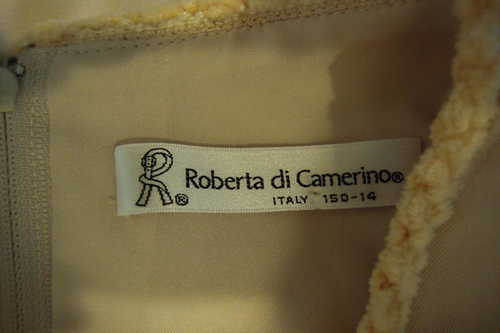 R® Roberta di Camerino®
ITALY 150-14